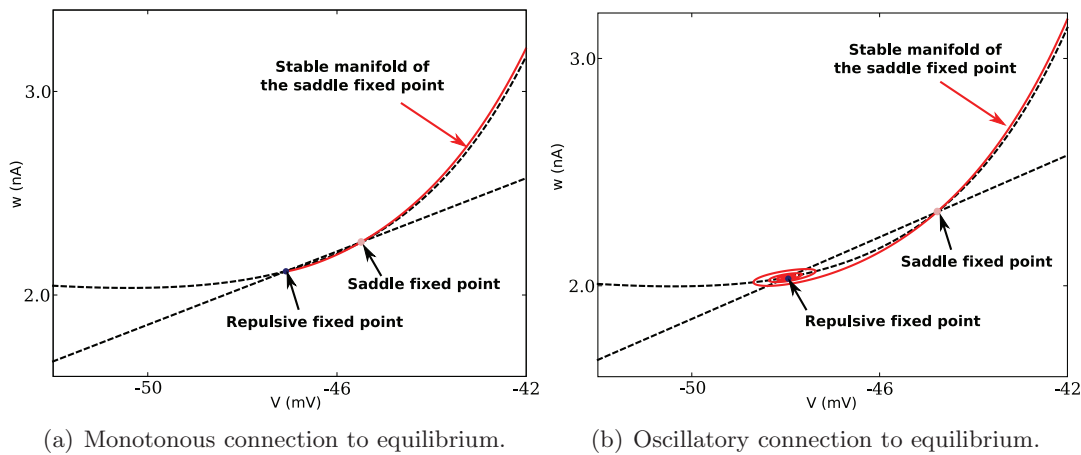 Stable manifold of
the saddle fixed point
3.0
w (nA)
2.0
Saddle fixed point
Repulsive fixed point
-50
-46
-42
V (mV)
(a) Monotonous connection to equilibrium.
Stable manifold of
the saddle fixed point
3.0
w (nA)
2.0
Saddle fixed point
Repulsive fixed point
-50
-46
-42
V (mV)
(b) Oscillatory connection to equilibrium.